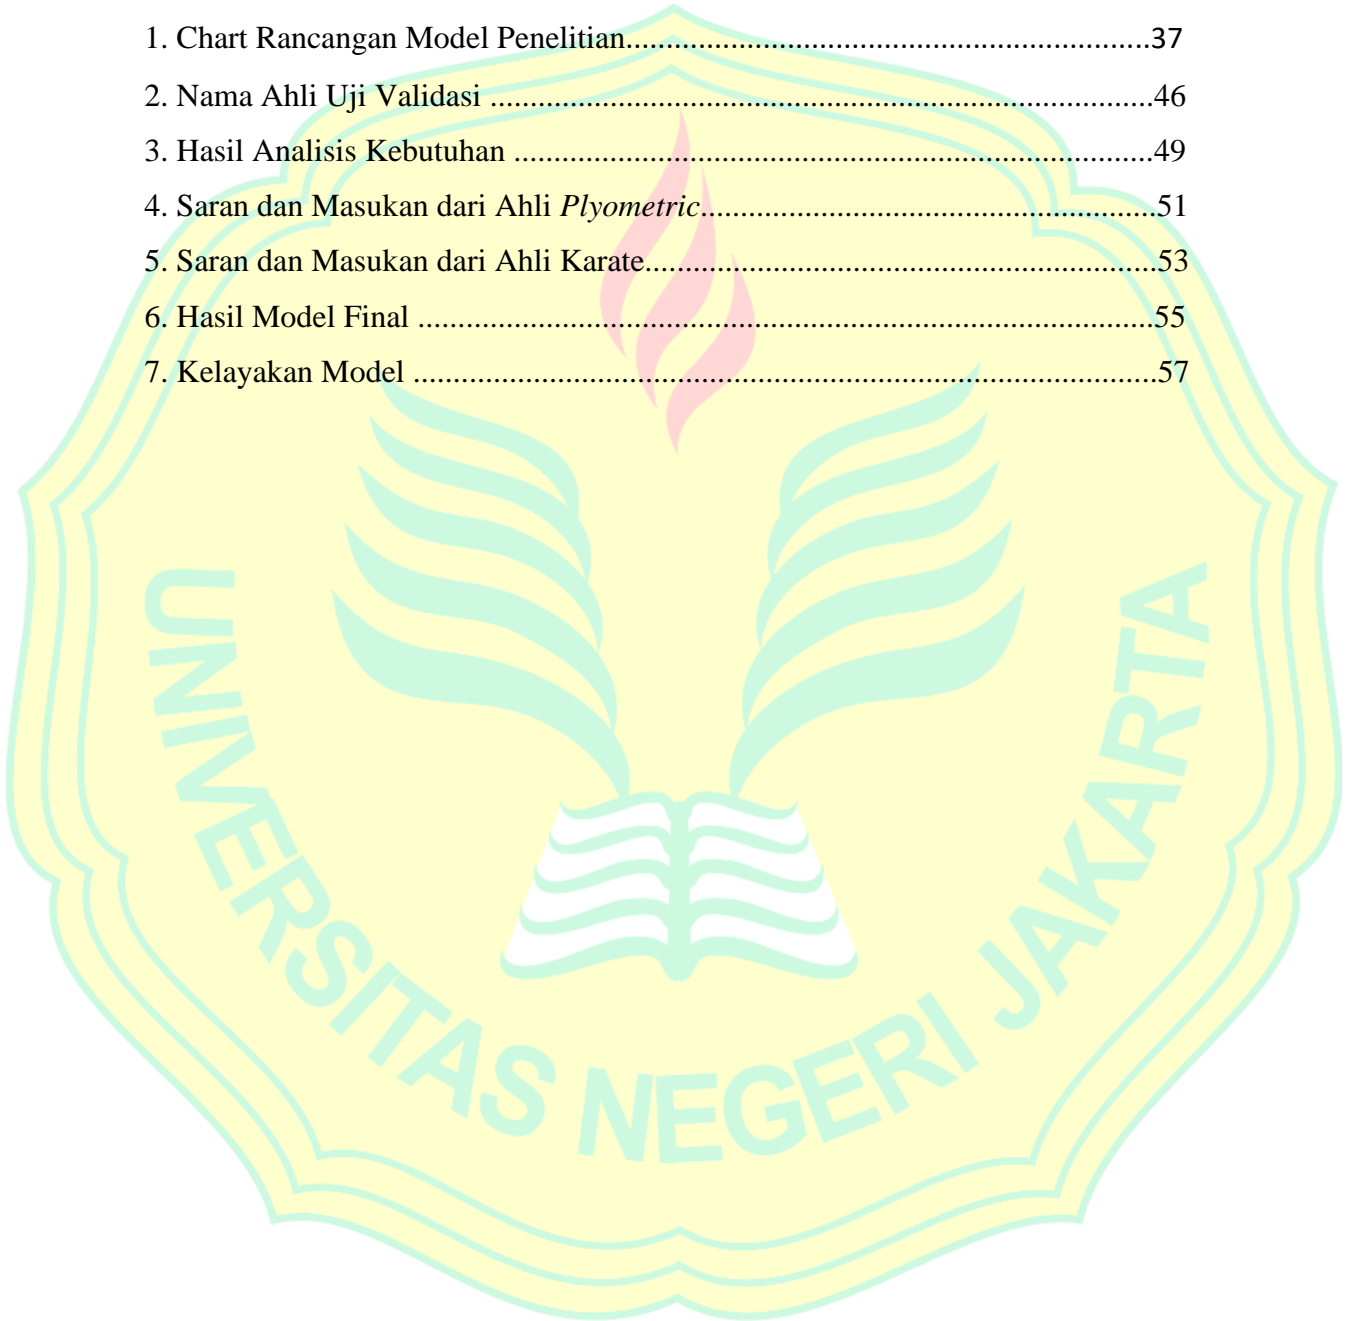 1. Chart Rancangan Model Penelitian.................................................................37
2. Nama Ahli Uji Validasi ...................................................................................46
3. Hasil Analisis Kebutuhan ................................................................................49
4. Saran dan Masukan dari Ahli Plyometric.........................................................51
5. Saran dan Masukan dari Ahli Karate................................................................53
6. Hasil Model Final ............................................................................................55
7. Kelayakan Model .............................................................................................57
UNIVERSITAS NEGERI JAKARTA